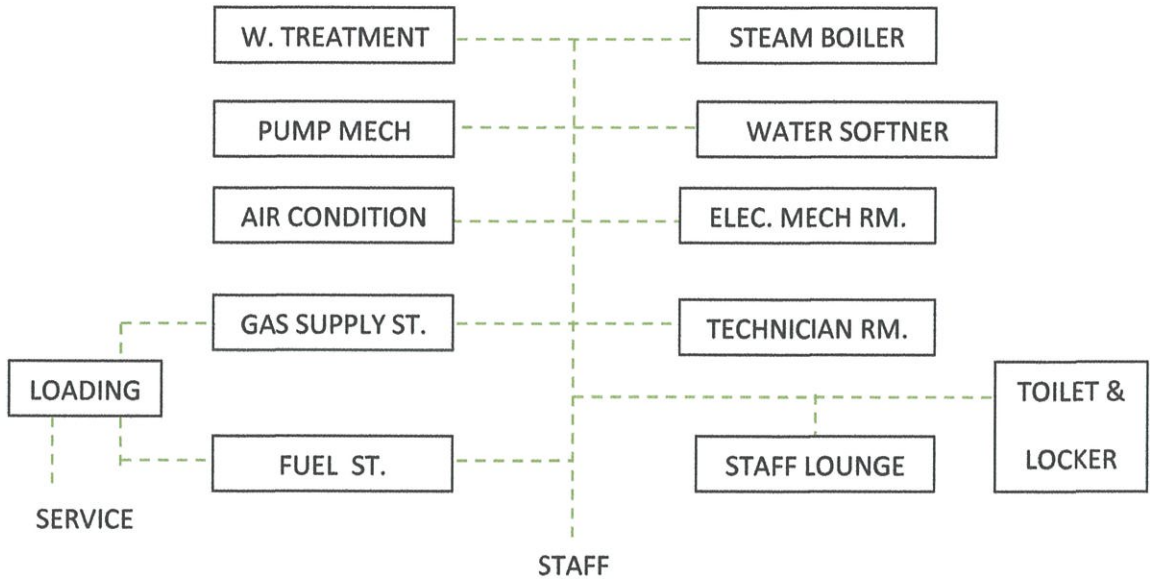 W. TREATMENT
STEAM BOILER
PUMP MECH
WATER SOFTNER
AIR CONDITION
ELEC. MECH RM.
GAS SUPPLY ST.
TECHNICIAN RM.
LOADING
TOILET &
LOCKER
FUEL ST.
STAFF LOUNGE
SERVICE
STAFF